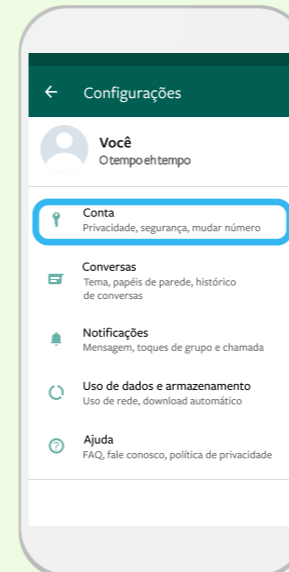 Configurações
Você
O tempo eh tempo
Conta
Privacidade, segurança, mudar número
Conversas
Tema, papéis de parede, histórico
de conversas
Notificações
Mensagem, toques de grupo e chamada
Uso de dados e armazenamento
Uso de rede, download automático
Ajuda
FAQ, fale conosco, política de privacidade